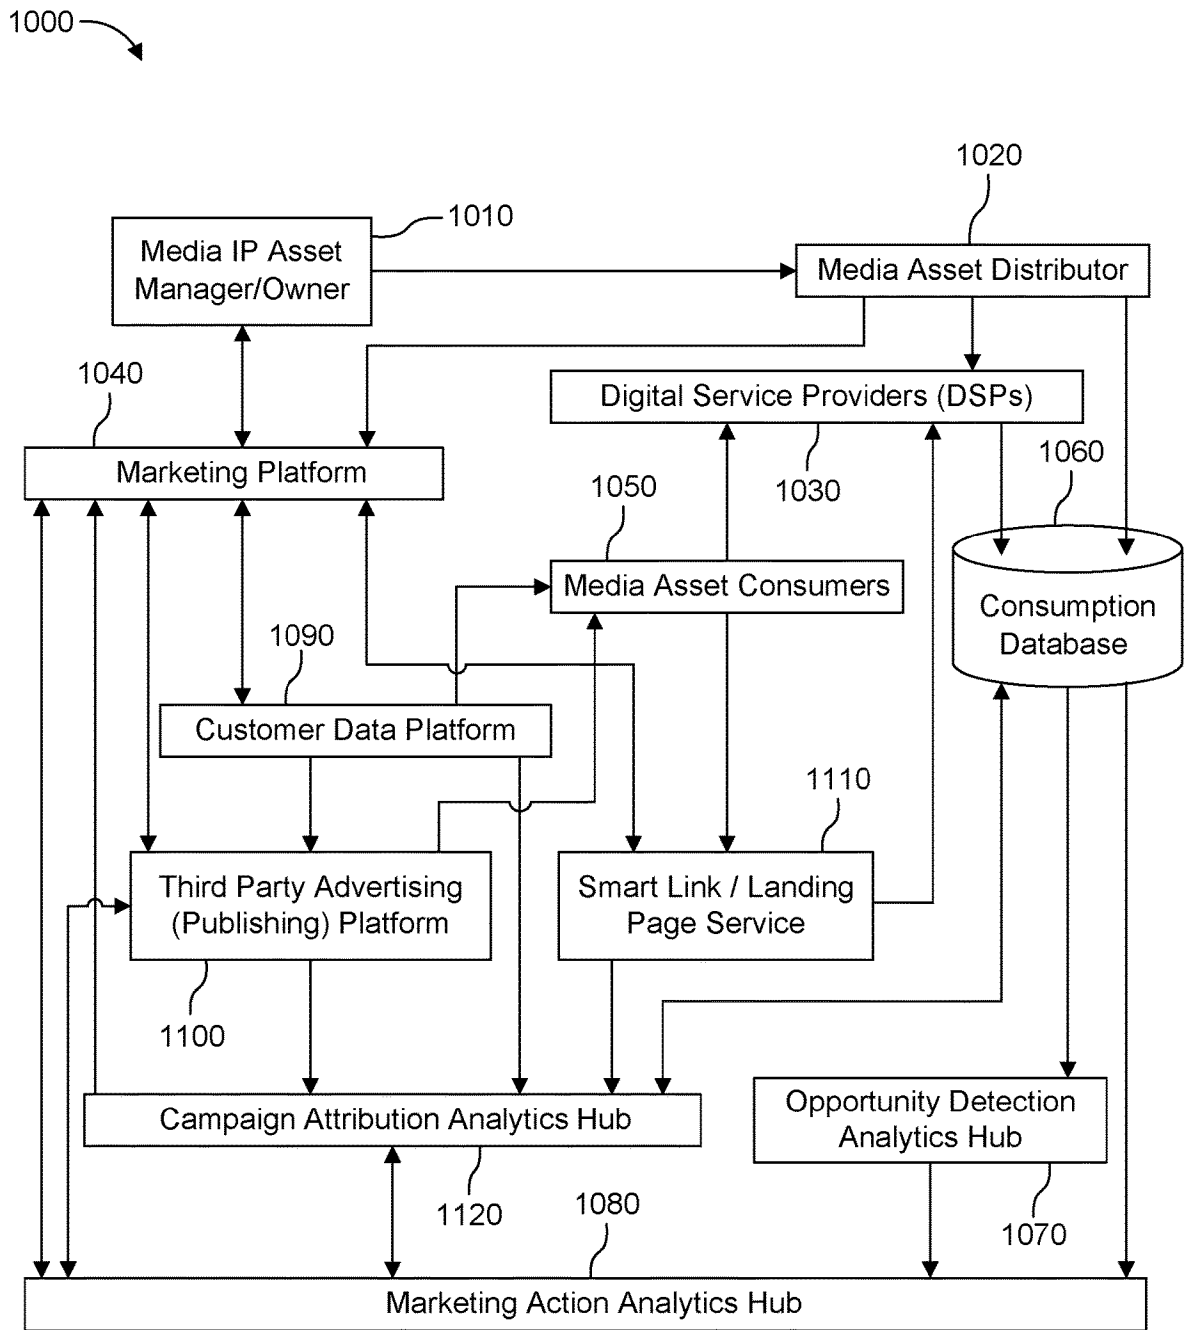 1000
1020
1010
Media IP Asset
Manager/Owner
Media Asset Distributor
1040
Digital Service Providers (DSPs)
Marketing Platform
1050
1030
1060
Media Asset Consumers
Consumption
Database
1090
Customer Data Platform
1110
Third Party Advertising
(Publishing) Platform
Smart Link / Landing
Page Service
1100
Campaign Attribution Analytics Hub
Opportunity Detection
Analytics Hub
1120
1080
1070
Marketing Action Analytics Hub